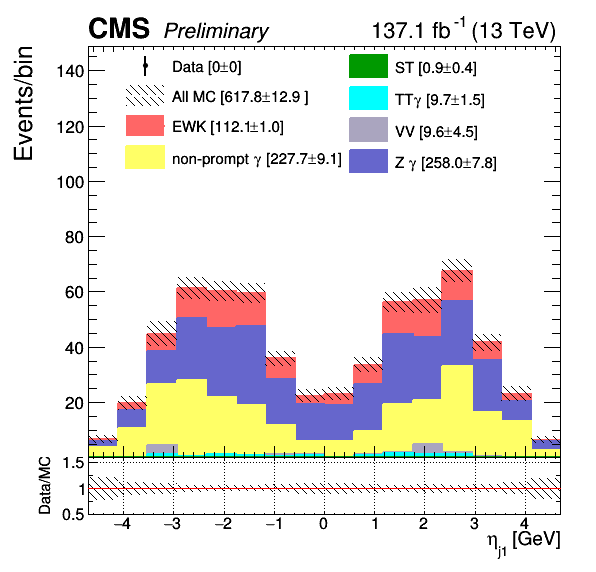 CMS Preliminary 137.1 fb⁻¹ (13 TeV)
Events/bin
Data [0±0]
All MC [617.8±12.9 ]
EWK [112.1±1.0]
non-prompt γ [227.7±9.1]
ST [0.9±0.4]
TTγ [9.7±1.5]
VV [9.6±4.5]
Z γ [258.0±7.8]
140
120
100
80
60
40
20
Data/MC
1.5
1
0.5
−4 −3 −2 −1 0 1 2 3 4
η_j1 [GeV]